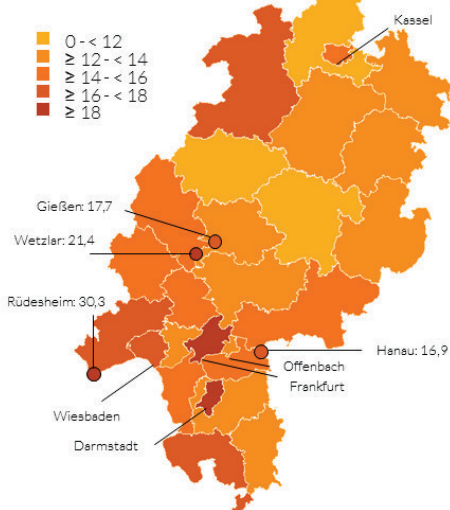 Kassel
0 - < 12
≥ 12 - < 14
≥ 14 - < 16
≥ 16 - < 18
≥ 18
Gießen: 17,7
Wetzlar: 21,4
Rüdesheim: 30,3
Hanau: 16,9
Offenbach
Frankfurt
Wiesbaden
Darmstadt